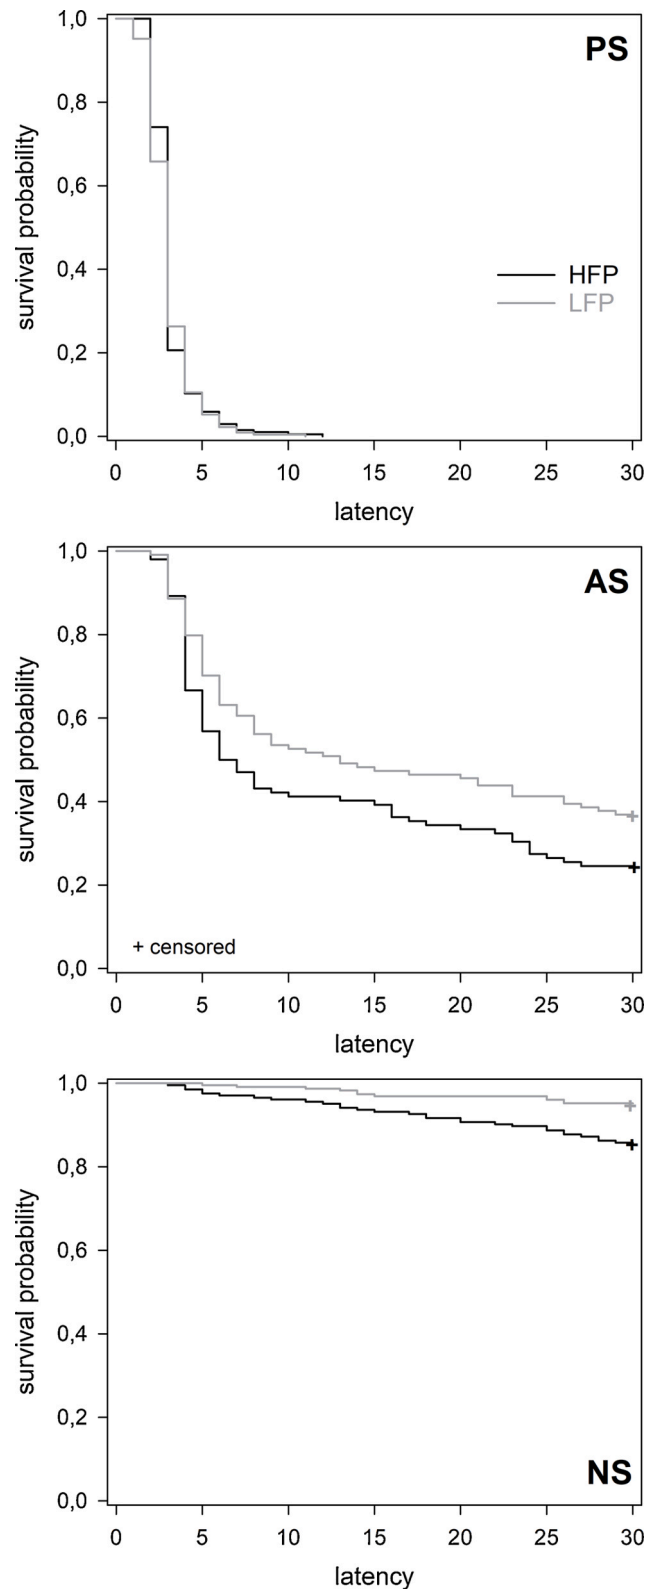 1,0
PS
0,8
0,6
survival probability
0,4
HFP
LFP
0,2
0,0
0 5 10 15 20 25 30
latency
1,0
AS
0,8
0,6
survival probability
0,4
0,2
+ censored
0,0
0 5 10 15 20 25 30
latency
1,0
0,8
0,6
survival probability
0,4
0,2
NS
0,0
0 5 10 15 20 25 30
latency